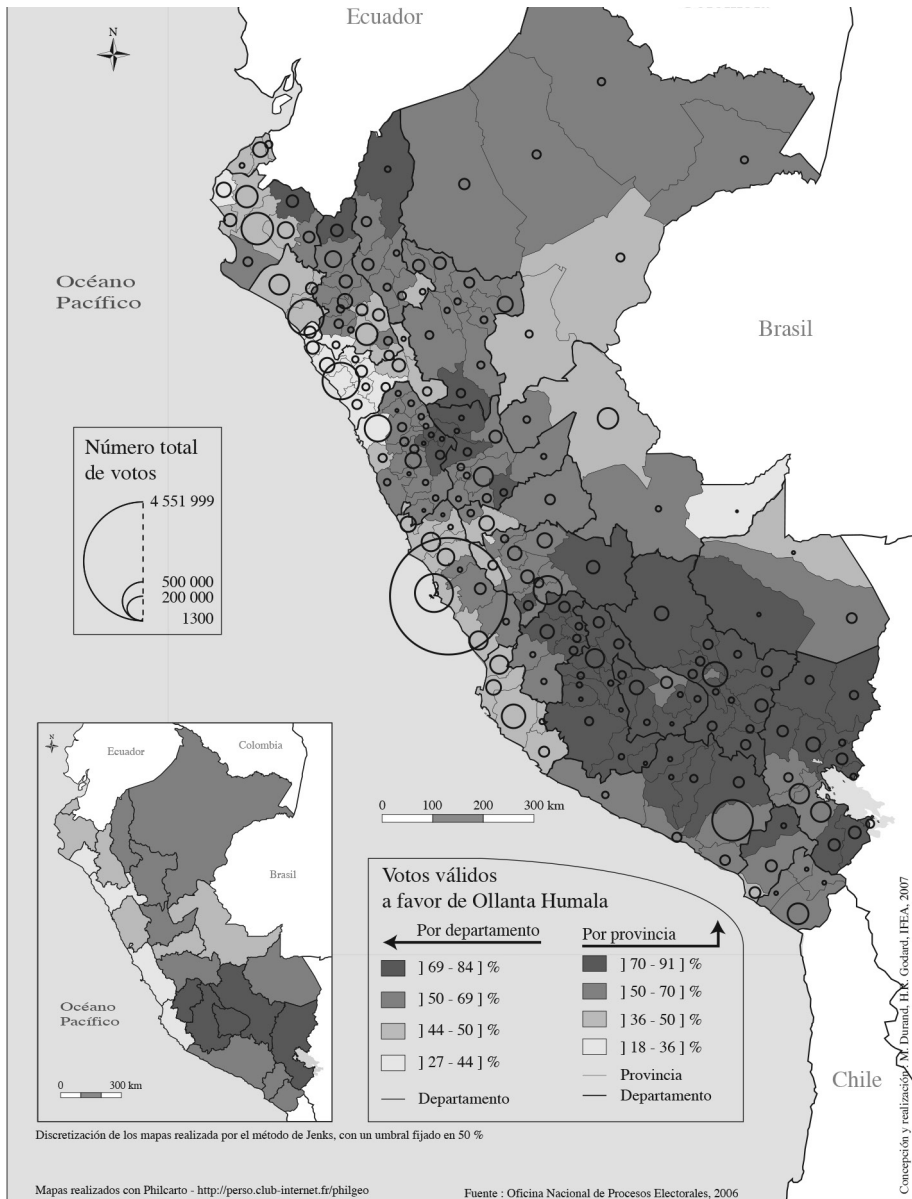 Ecuador
N
Océano
Pacífico
Brasil
Número total
de votos
4 551 999
500 000
200 000
1300
N
Ecuador
Colombia
Brasil
Océano
Pacífico
0 300 km
0 100 200 300 km
Votos válidos
a favor de Ollanta Humala
Por departamento
] 69 - 84 ] %
] 50 - 69 ] %
] 44 - 50 ] %
] 27 - 44 ] %
Departamento
Por provincia
] 70 - 91 ] %
] 50 - 70 ] %
] 36 - 50 ] %
] 18 - 36 ] %
Provincia
Departamento
Chile
Concepción y realización : M. Durand, H.R. Godard, IFEA, 2007
Discretización de los mapas realizada por el método de Jenks, con un umbral fijado en 50 %
Mapas realizados con Philcarto - http://perso.club-internet.fr/philgeo
Fuente : Oficina Nacional de Procesos Electorales, 2006